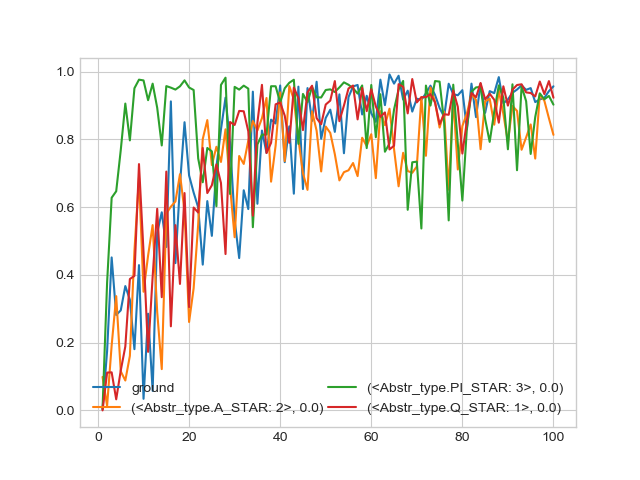 1.0
0.8
0.6
0.4
0.2
0.0
ground
(<Abstr_type.A_STAR: 2>, 0.0)
(<Abstr_type.PI_STAR: 3>, 0.0)
(<Abstr_type.Q_STAR: 1>, 0.0)
0 20 40 60 80 100